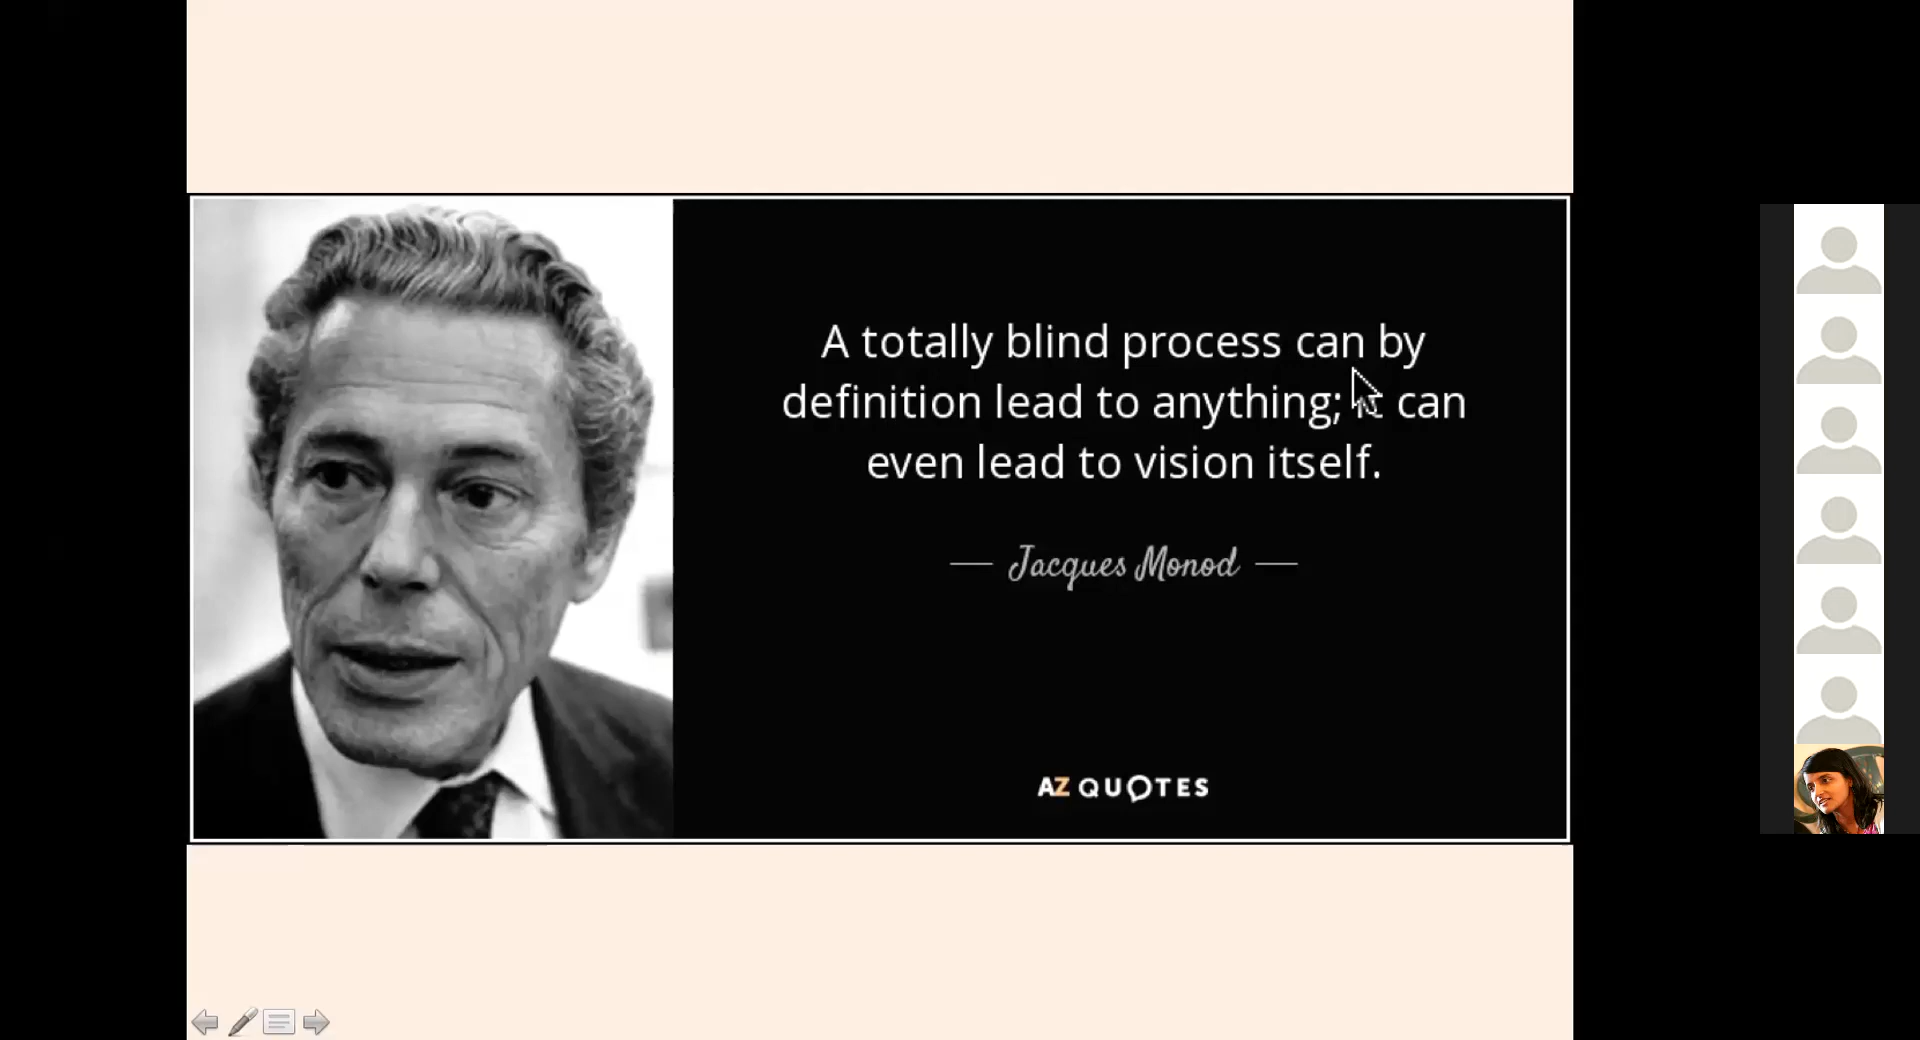 A totally blind process can by
definition lead to anything; it can
even lead to vision itself.
Jacques Monod
AZ QUOTES